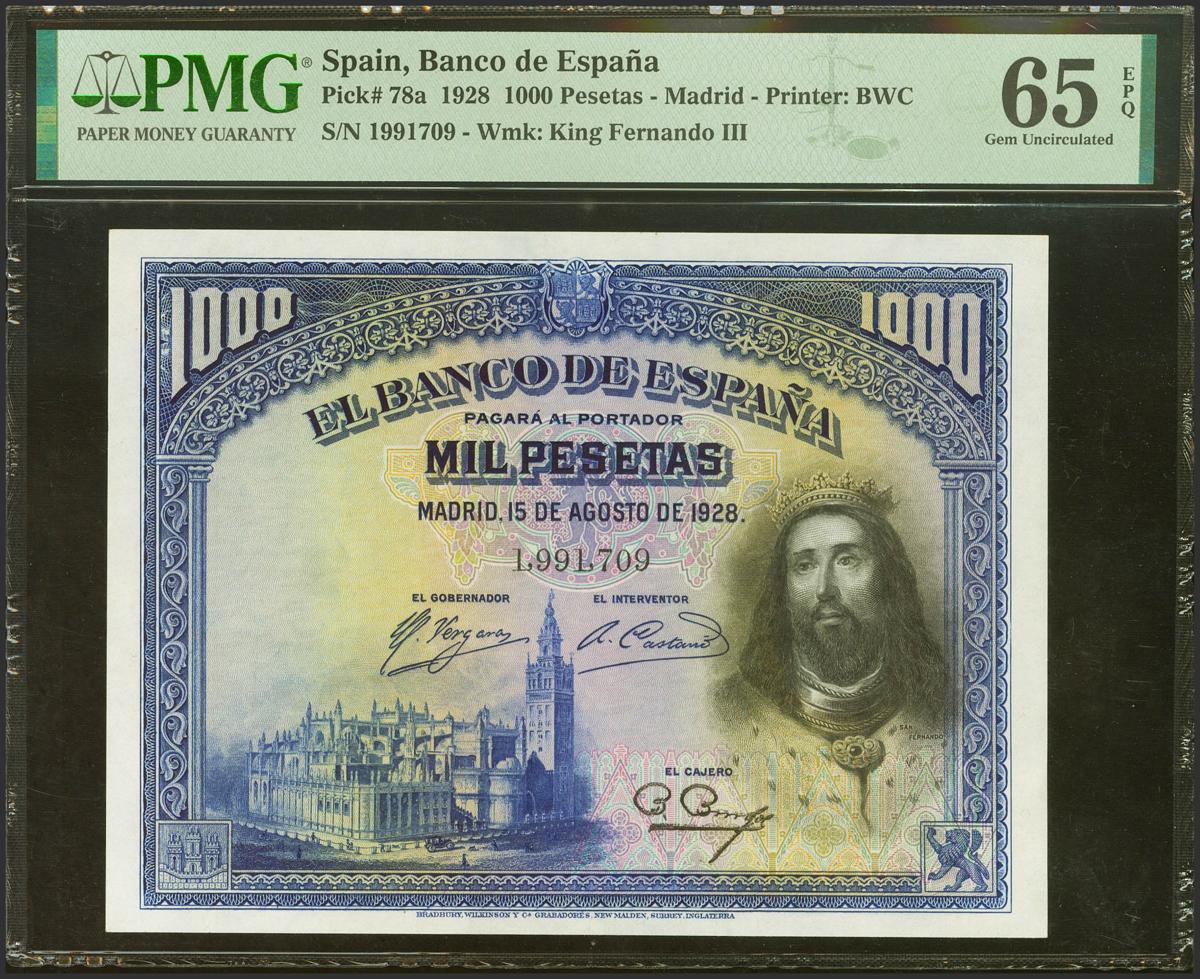 PMG®
PAPER MONEY GUARANTY
Spain, Banco de España
Pick# 78a 1928 1000 Pesetas - Madrid - Printer: BWC
S/N 1991709 - Wmk: King Fernando III
65 EPQ
Gem Uncirculated
1000 1000
EL BANCO DE ESPAÑA
PAGARÁ AL PORTADOR
MIL PESETAS
MADRID, 15 DE AGOSTO DE 1928.
1,991,709
EL GOBERNADOR EL INTERVENTOR
SAN
FERNANDO
EL CAJERO
BRADBURY, WILKINSON Y Cª GRABADORES, NEW MALDEN, SURREY, INGLATERRA